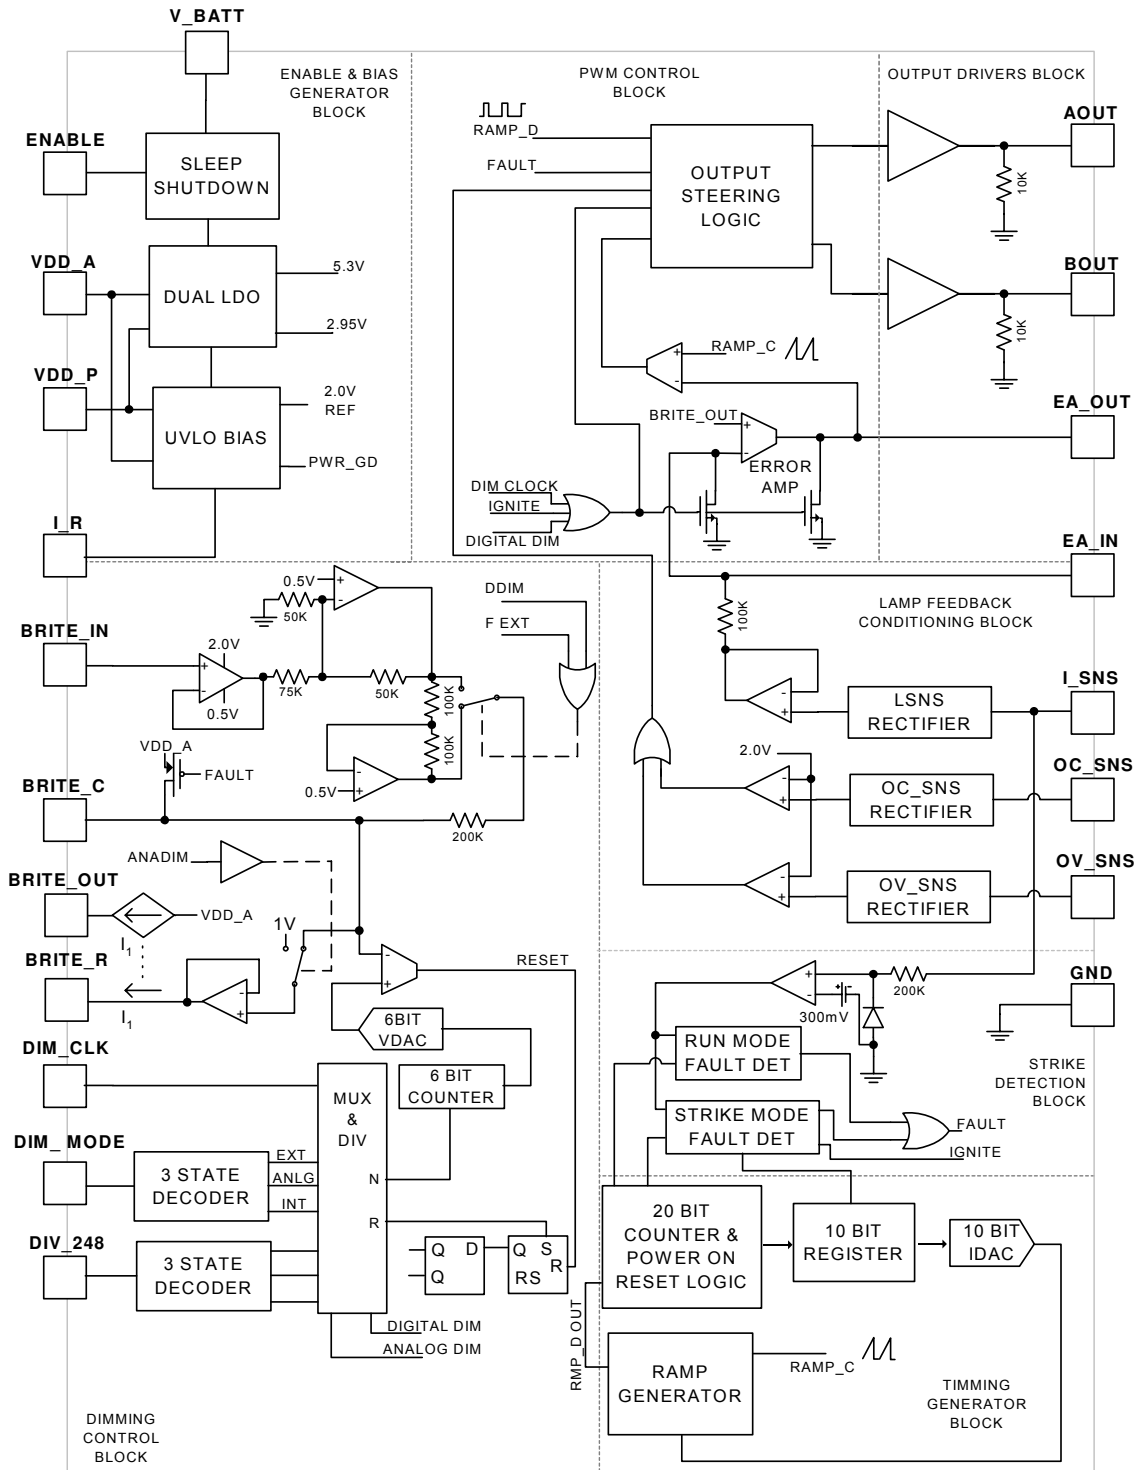 V_BATT
ENABLE & BIAS
GENERATOR
BLOCK
PWM CONTROL
BLOCK
OUTPUT DRIVERS BLOCK
RAMP_D
FAULT
OUTPUT
STEERING
LOGIC
AOUT
10K
BOUT
10K
ENABLE
SLEEP
SHUTDOWN
VDD_A
DUAL LDO
5.3V
2.95V
VDD_P
UVLO BIAS
2.0V
REF
PWR_GD
I_R
RAMP_C
+
-
BRITE_OUT
+
-
ERROR
AMP
EA_OUT
DIM CLOCK
IGNITE
DIGITAL DIM
EA_IN
LAMP FEEDBACK
CONDITIONING BLOCK
100K
0.5V
+
-
50K
BRITE_IN
2.0V
+
-
0.5V
75K
50K
100K
100K
-
+
0.5V
DDIM
F EXT
I_SNS
LSNS
RECTIFIER
-
+
VDD_A
FAULT
BRITE_C
200K
2.0V
-
+
OC_SNS
RECTIFIER
OC_SNS
ANADIM
OV_SNS
RECTIFIER
-
+
OV_SNS
BRITE_OUT
VDD_A
I1
1V
BRITE_R
I1
-
+
-
+
RESET
6BIT
VDAC
+
-
300mV
+
-
200K
GND
STRIKE
DETECTION
BLOCK
RUN MODE
FAULT DET
STRIKE MODE
FAULT DET
FAULT
IGNITE
DIM_CLK
MUX
&
DIV
6 BIT
COUNTER
DIM_ MODE
3 STATE
DECODER
EXT
ANLG
INT
N
R
DIV_248
3 STATE
DECODER
Q
D
Q
Q
S
R
RS
DIGITAL DIM
ANALOG DIM
20 BIT
COUNTER &
POWER ON
RESET LOGIC
10 BIT
REGISTER
10 BIT
IDAC
RMP_D OUT
RAMP
GENERATOR
RAMP_C
TIMMING
GENERATOR
BLOCK
DIMMING
CONTROL
BLOCK